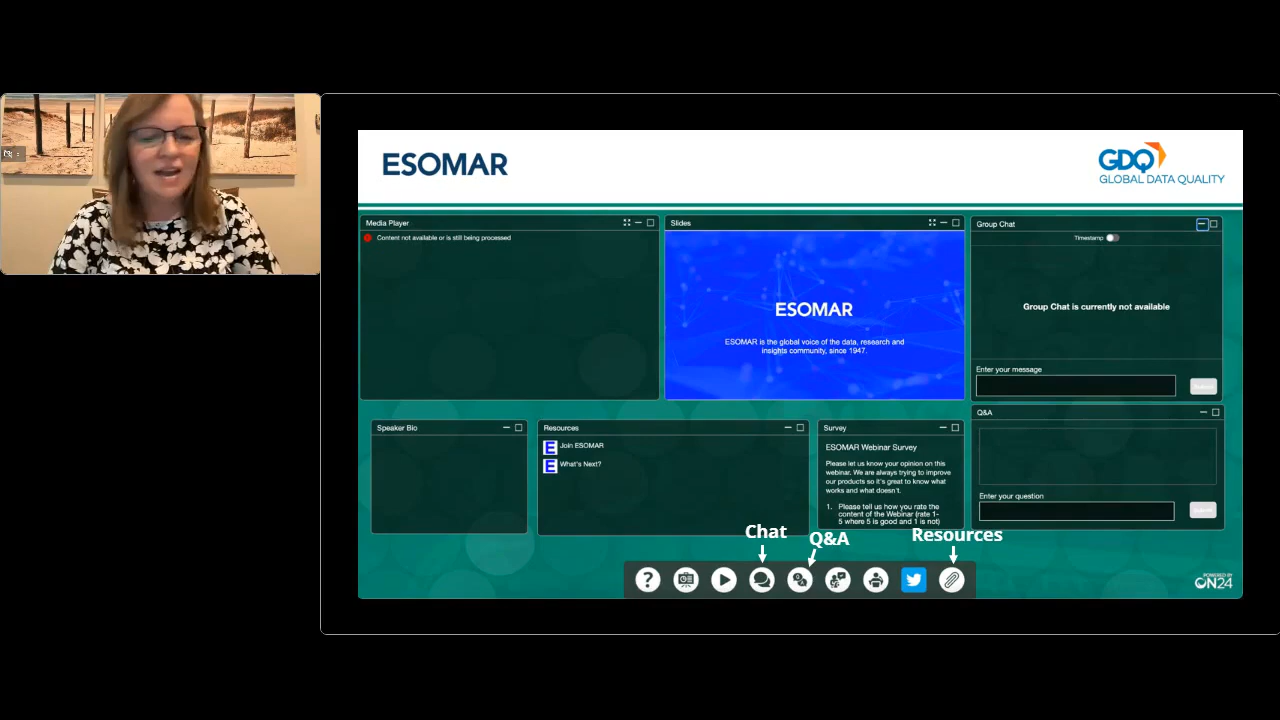 ESOMAR
GDQ
GLOBAL DATA QUALITY
Media Player
Content not available or is still being processed
Slides
ESOMAR
ESOMAR is the global voice of the data, research and
insights community, since 1947.
Group Chat
Timestamp
Group Chat is currently not available
Enter your message
Submit
Speaker Bio
Resources
Join ESOMAR
What's Next?
Survey
ESOMAR Webinar Survey
Please let us know your opinion on this
webinar. We are always trying to improve
our products so it's great to know what
works and what doesn't.
1. Please tell us how you rate the
content of the Webinar (rate 1-
5 where 5 is good and 1 is not)
Q&A
Enter your question
Submit
Chat
Q&A
Resources
?
POWERED BY
ON24